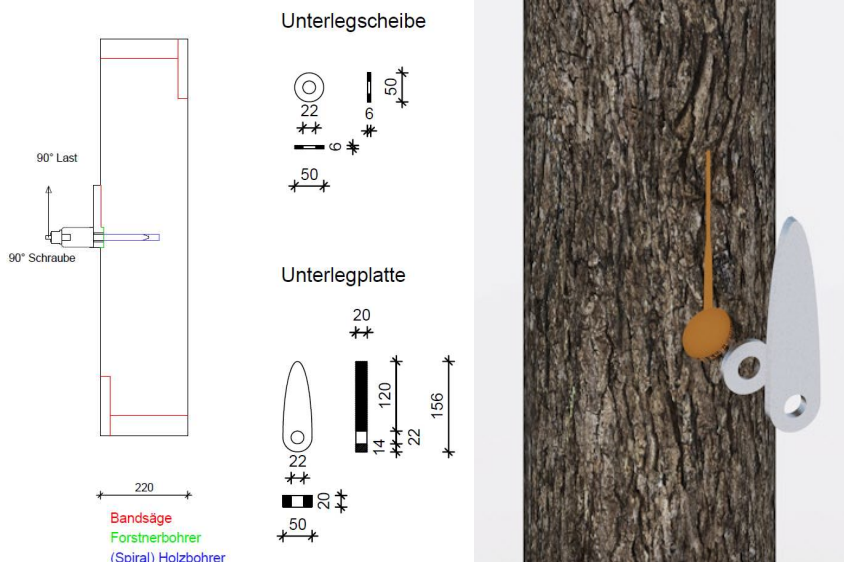 90° Last
90° Schraube
220
Bandsäge
Forstnerbohrer
(Spiral) Holzbohrer
Unterlegscheibe
22
6
50
6
50
Unterlegplatte
20
120
156
14
22
22
20
50